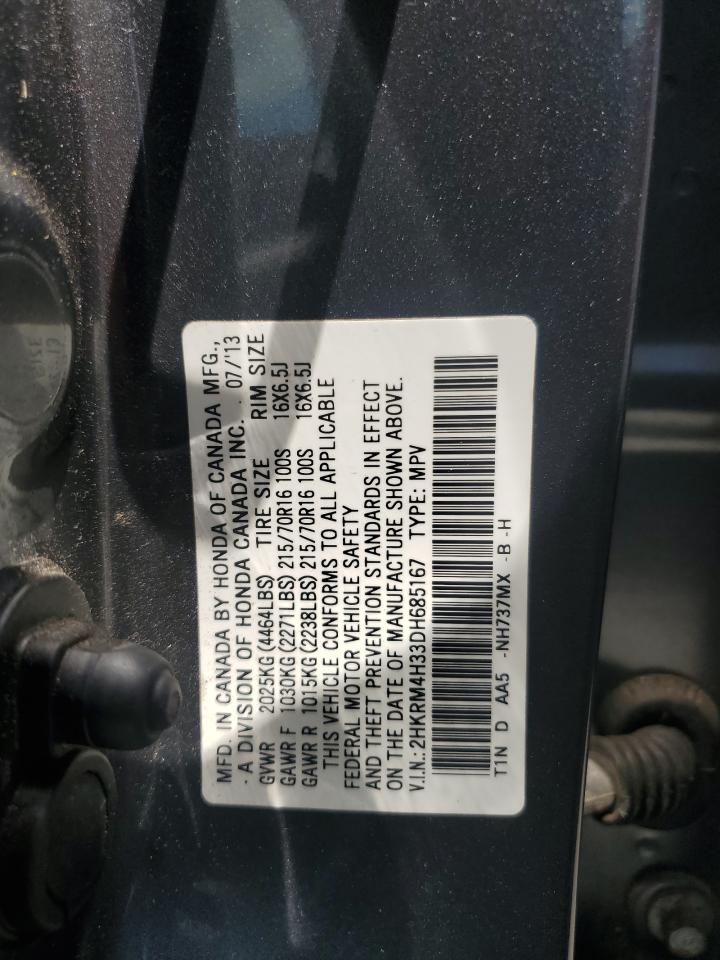 MFD. IN CANADA BY HONDA OF CANADA MFG.,
- A DIVISION OF HONDA CANADA INC. . 07/'13
GVWR 2025KG(4464LBS) TIRE SIZE RIM SIZE
GAWR F 1030KG(2271LBS)215/70R16 100S 16X6.5J
GAWR R 1015KG(2238LBS)215/70R16 100S 16X6.5J
THIS VEHICLE CONFORMS TO ALL APPLICABLE
FEDERAL MOTOR VEHICLE SAFETY
AND THEFT PREVENTION STANDARDS IN EFFECT
ON THE DATE OF MANUFACTURE SHOWN ABOVE.
V.I.N.:2HKRM4H33DH685167 TYPE: MPV
T1N D AA5 -NH737MX -B -H